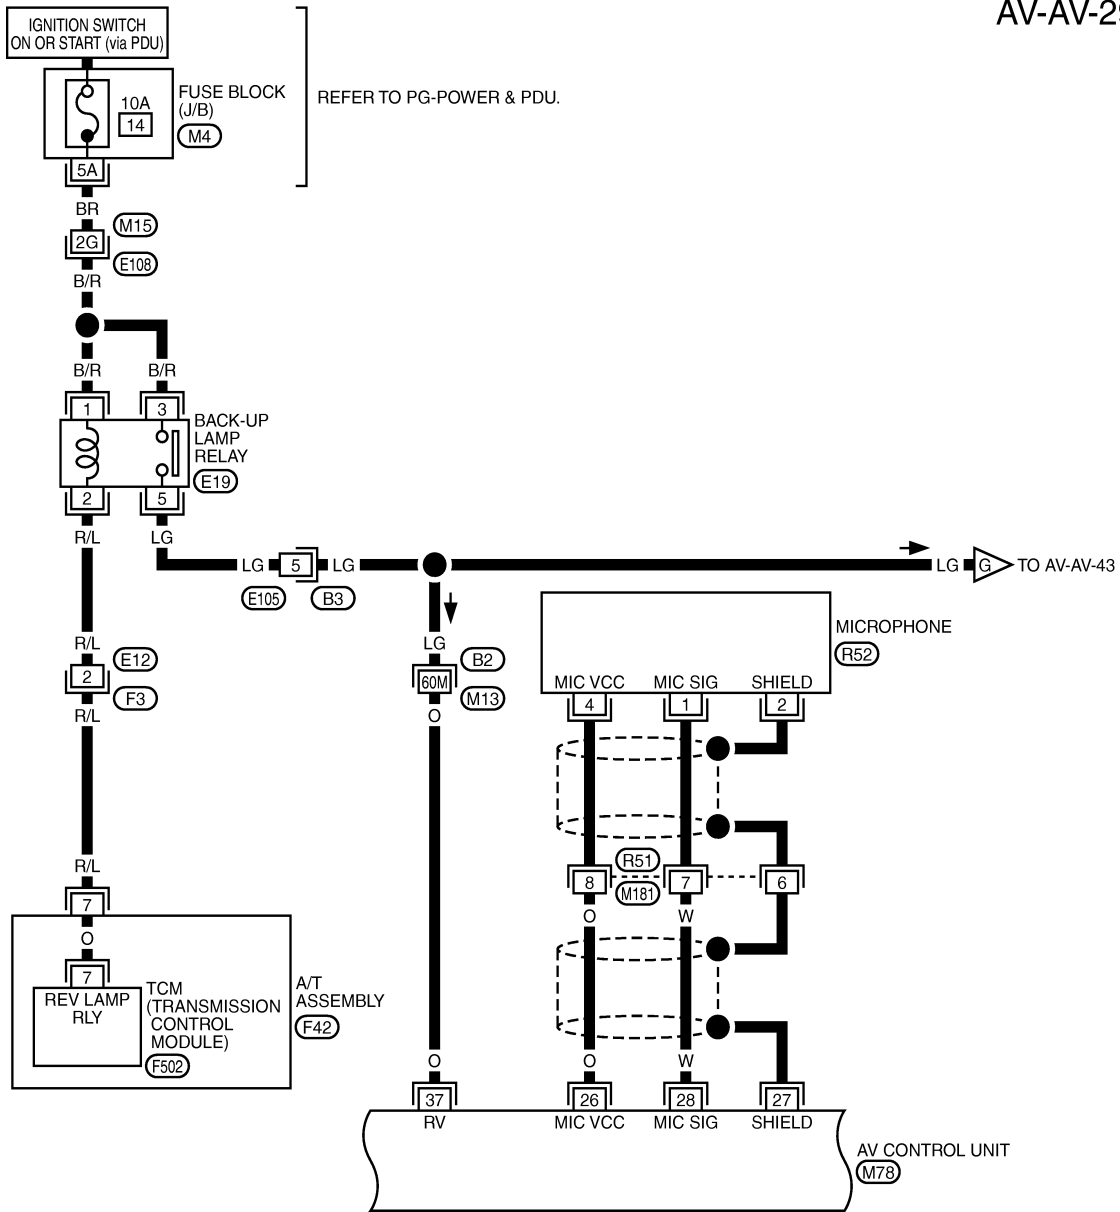 AV-AV-29
IGNITION SWITCH
ON OR START (via PDU)
10A
14
FUSE BLOCK
(J/B)
M4
REFER TO PG-POWER & PDU.
5A
BR
M15
2G
E108
B/R
B/R
B/R
1
3
BACK-UP
LAMP
RELAY
E19
2
5
R/L
LG
LG
5
LG
LG
G
TO AV-AV-43
E105
B3
R/L
E12
2
F3
R/L
LG
B2
60M
M13
O
MICROPHONE
R52
MIC VCC
MIC SIG
SHIELD
4
1
2
R51
8
7
6
M181
O
W
R/L
7
O
7
REV LAMP
RLY
TCM
(TRANSMISSION
CONTROL
MODULE)
F502
A/T
ASSEMBLY
F42
O
O
W
37
26
28
27
RV
MIC VCC
MIC SIG
SHIELD
AV CONTROL UNIT
M78